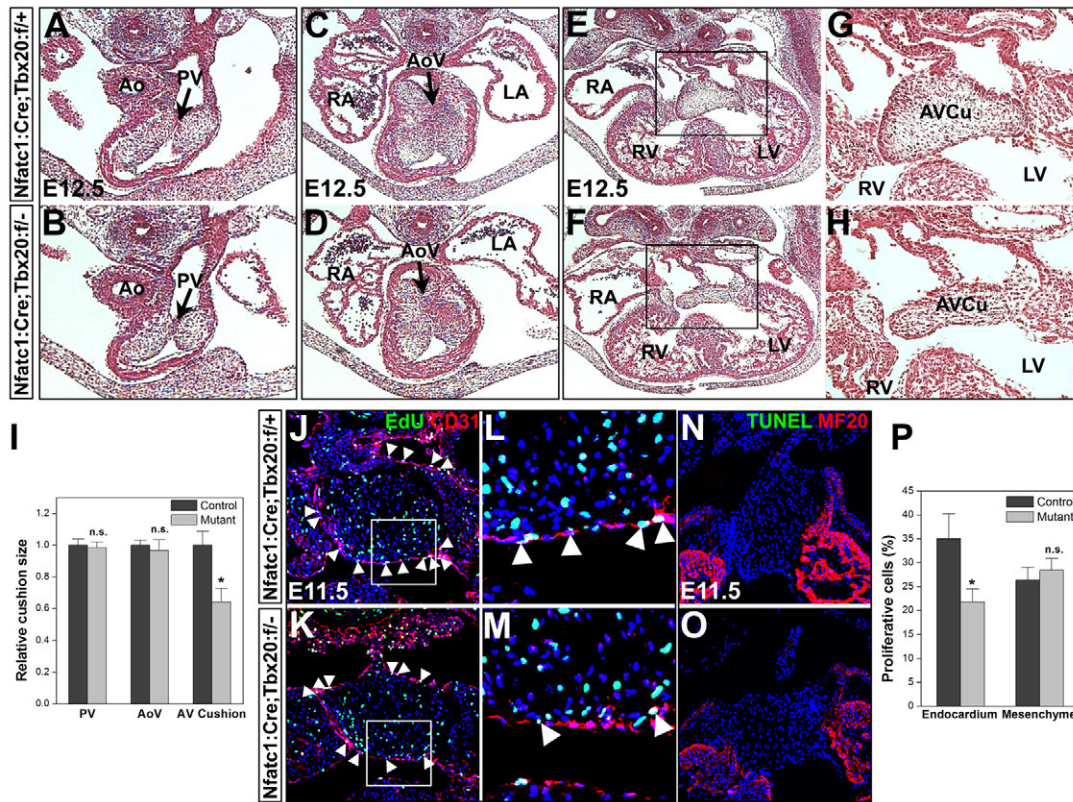 Nfatc1:Cre;Tbx20:f/+
A
Ao
PV
E12.5
C
AoV
RA
LA
E12.5
E
RA
RV
LV
E12.5
G
AVCu
RV
LV
Nfatc1:Cre;Tbx20:f/-
B
Ao
PV
D
AoV
RA
LA
F
RA
RV
LV
H
AVCu
RV
LV
I
Relative cushion size
1.2
1.0
0.8
0.6
0.4
0.2
0.0
Control
Mutant
n.s.
n.s.
*
PV
AoV
AV Cushion
Nfatc1:Cre;Tbx20:f/+
J
EdU CD31
E11.5
L
N
TUNEL MF20
E11.5
Nfatc1:Cre;Tbx20:f/-
K
M
O
P
Proliferative cells (%)
45
40
35
30
25
20
15
10
5
0
Control
Mutant
*
n.s.
Endocardium
Mesenchyme